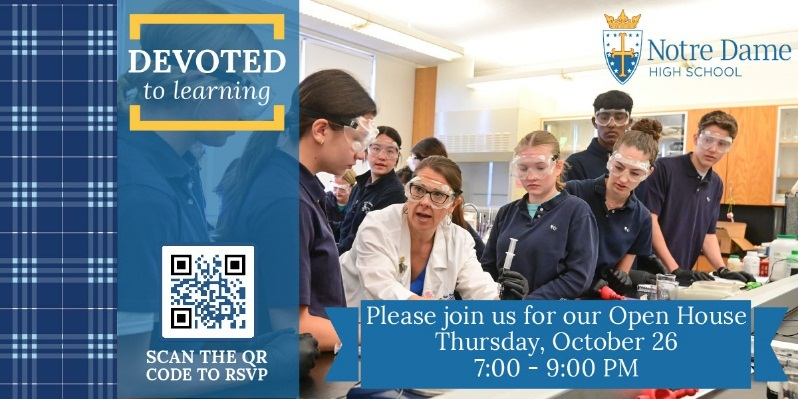 DEVOTED
to learning
Notre Dame
HIGH SCHOOL
SCAN THE QR
CODE TO RSVP
Please join us for our Open House
Thursday, October 26
7:00 - 9:00 PM